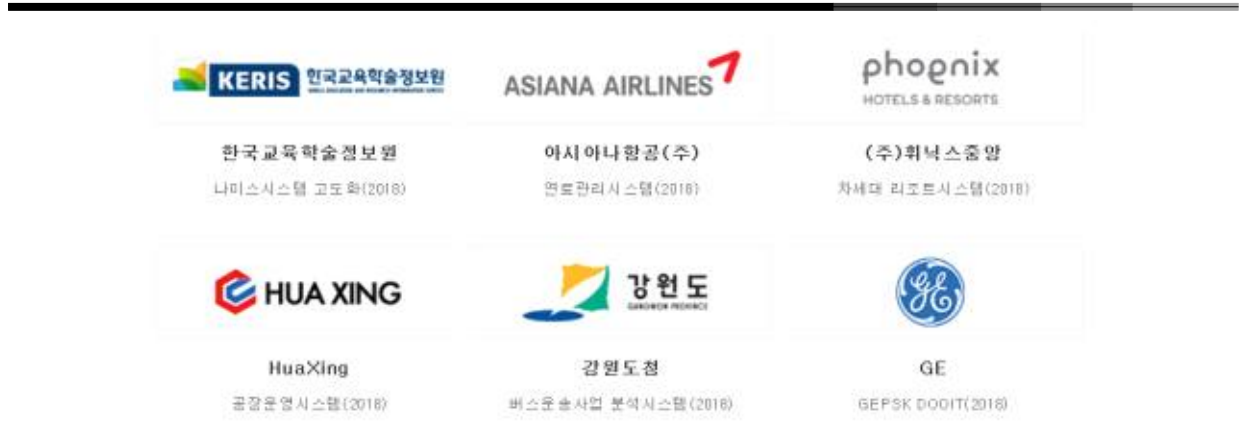 KERIS 한국교육학술정보원
ASIANA AIRLINES
phoenix
HOTELS & RESORTS
한국교육학술정보원
아시아나항공(주)
(주)휘닉스중앙
나이스시스템 고도화(2018)
연료관리시스템(2018)
차세대 리조트시스템(2018)
HUA XING
강원도
GANGWON PROVINCE
GE
HuaXing
강원도청
GE
공장운영시스템(2018)
버스운송사업 분석시스템(2018)
GEPSK DOOIT(2018)